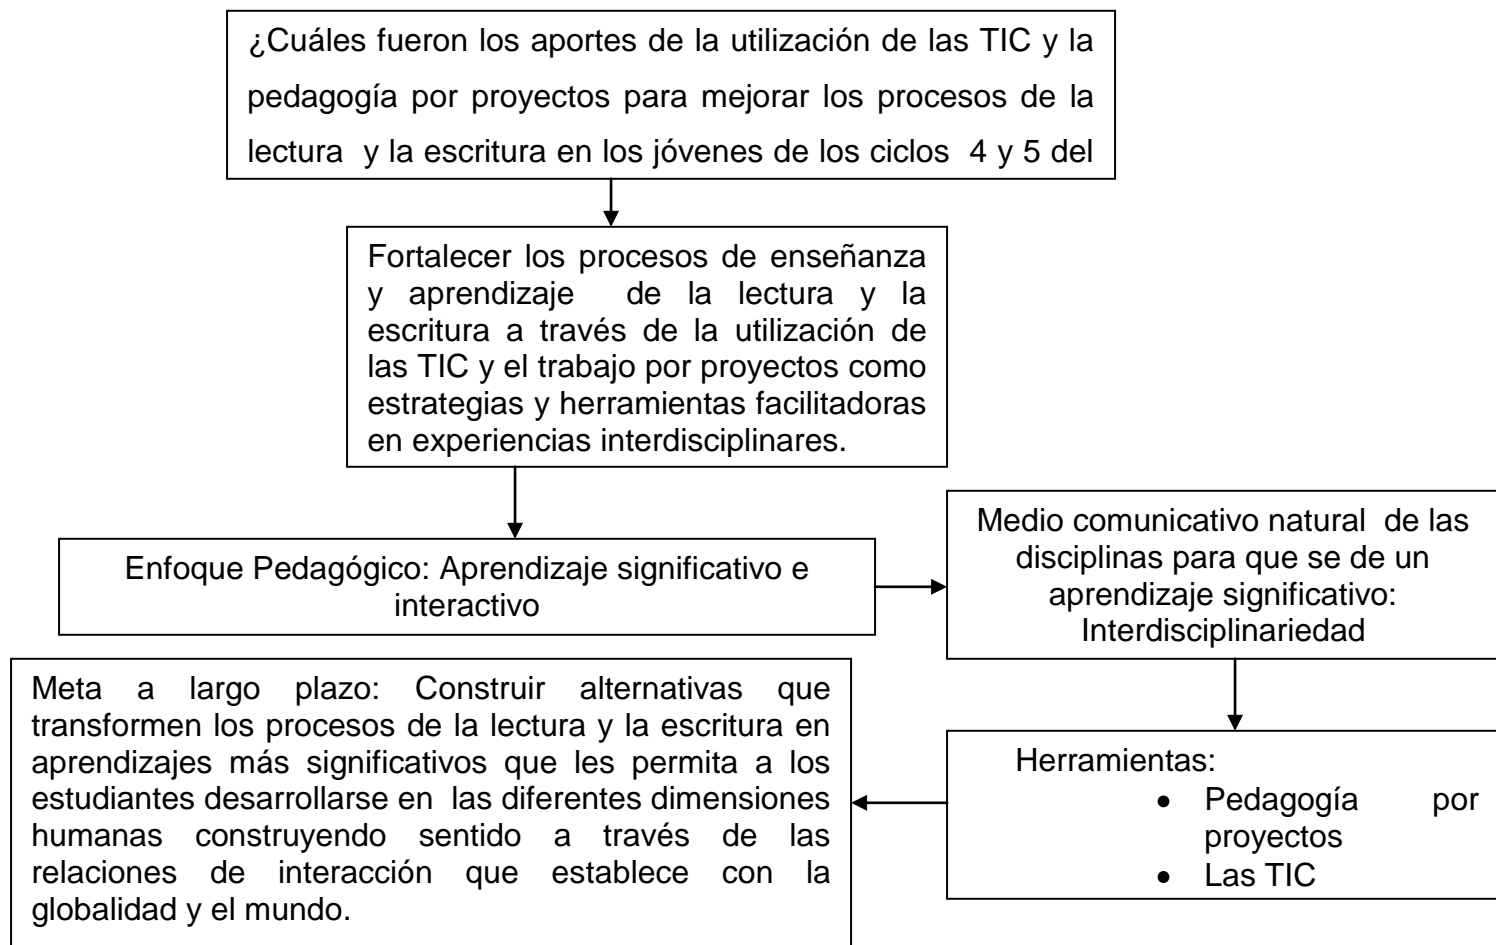 ¿Cuáles fueron los aportes de la utilización de las TIC y la
pedagogía por proyectos para mejorar los procesos de la
lectura y la escritura en los jóvenes de los ciclos 4 y 5 del
Fortalecer los procesos de enseñanza
y aprendizaje de la lectura y la
escritura a través de la utilización de
las TIC y el trabajo por proyectos como
estrategias y herramientas facilitadoras
en experiencias interdisciplinares.
Enfoque Pedagógico: Aprendizaje significativo e
interactivo
Medio comunicativo natural de las
disciplinas para que se de un
aprendizaje significativo:
Interdisciplinariedad
Herramientas:
• Pedagogía por
proyectos
• Las TIC
Meta a largo plazo: Construir alternativas que
transformen los procesos de la lectura y la escritura en
aprendizajes más significativos que les permita a los
estudiantes desarrollarse en las diferentes dimensiones
humanas construyendo sentido a través de las
relaciones de interacción que establece con la
globalidad y el mundo.